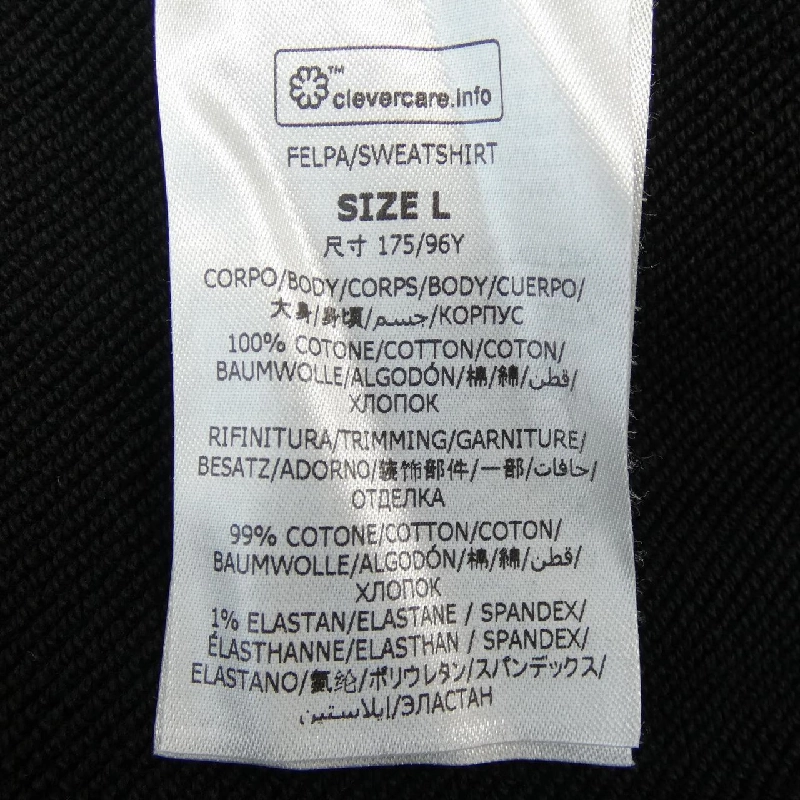 clevercare.info™
FELPA/SWEATSHIRT
SIZE L
尺寸 175/96Y
CORPO/BODY/CORPS/BODY/CUERPO/
大身/身頃/جسم/КОРПУС
100% COTONE/COTTON/COTON/
BAUMWOLLE/ALGODÓN/棉/綿/قطن/
ХЛОПОК
RIFINITURA/TRIMMING/GARNITURE/
BESATZ/ADORNO/装饰部件/一部/حافات/
ОТДЕЛКА
99% COTONE/COTTON/COTON/
BAUMWOLLE/ALGODÓN/棉/綿/قطن/
ХЛОПОК
1% ELASTAN/ELASTANE / SPANDEX/
ÉLASTHANNE/ELASTHAN / SPANDEX/
ELASTANO/氨纶/ポリウレタン/スパンデックス/
إيلاستين/ЭЛАСТАН